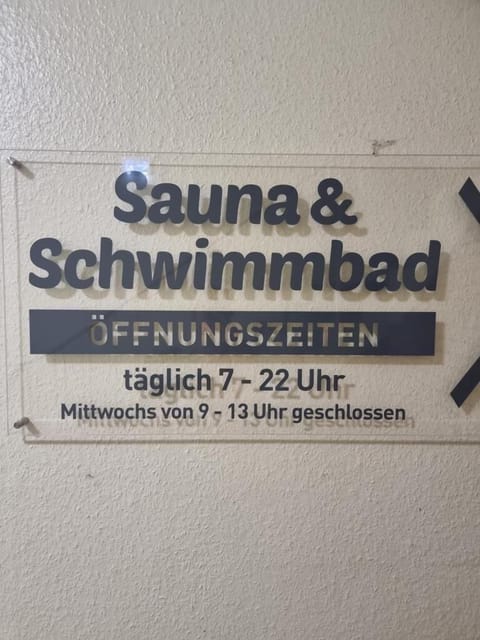 Sauna &
Schwimmbad
ÖFFNUNGSZEITEN
täglich 7 - 22 Uhr
Mittwochs von 9 - 13 Uhr geschlossen